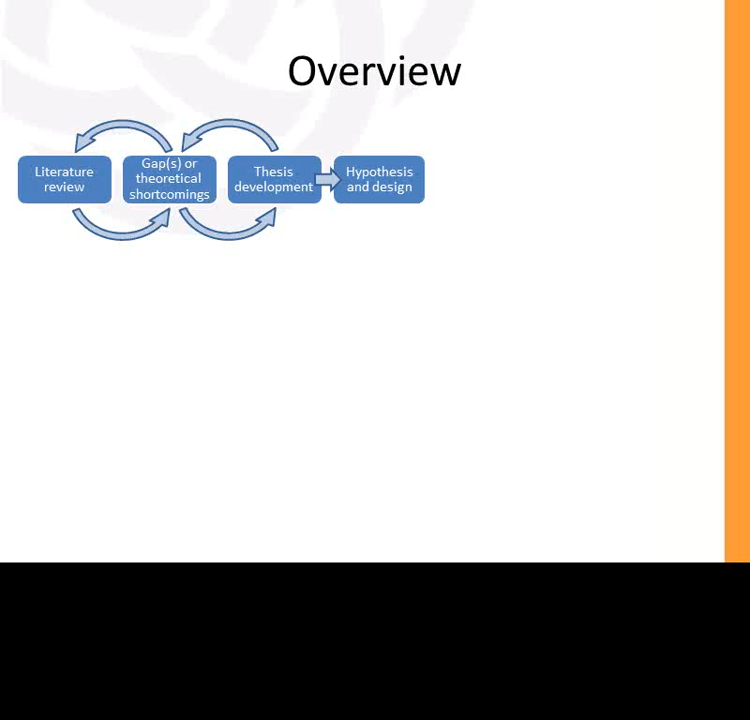 Overview
Literature
review
Gap(s) or
theoretical
shortcomings
Thesis
development
Hypothesis
and design